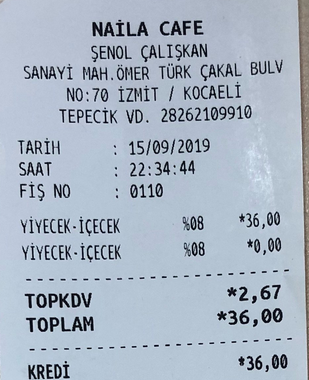 NAİLA CAFE
ŞENOL ÇALIŞKAN
SANAYİ MAH.ÖMER TÜRK ÇAKAL BULV
NO:70 İZMİT / KOCAELİ
TEPECİK VD. 28262109910
TARİH : 15/09/2019
SAAT : 22:34:44
FİŞ NO : 0110
YİYECEK-İÇECEK %08 *36,00
YİYECEK-İÇECEK %08 *0,00
TOPKDV *2,67
TOPLAM *36,00
KREDİ *36,00